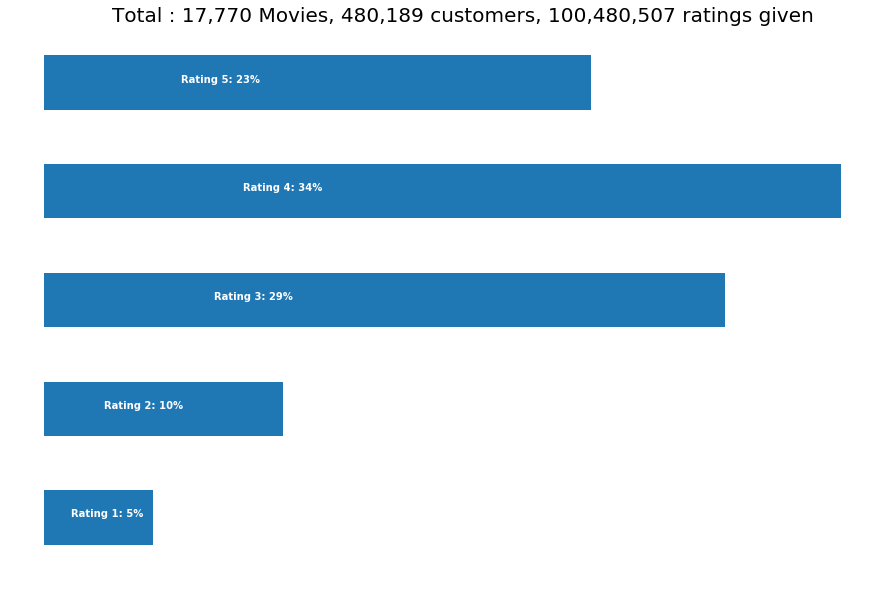 Total : 17,770 Movies, 480,189 customers, 100,480,507 ratings given
Rating 5: 23%
Rating 4: 34%
Rating 3: 29%
Rating 2: 10%
Rating 1: 5%